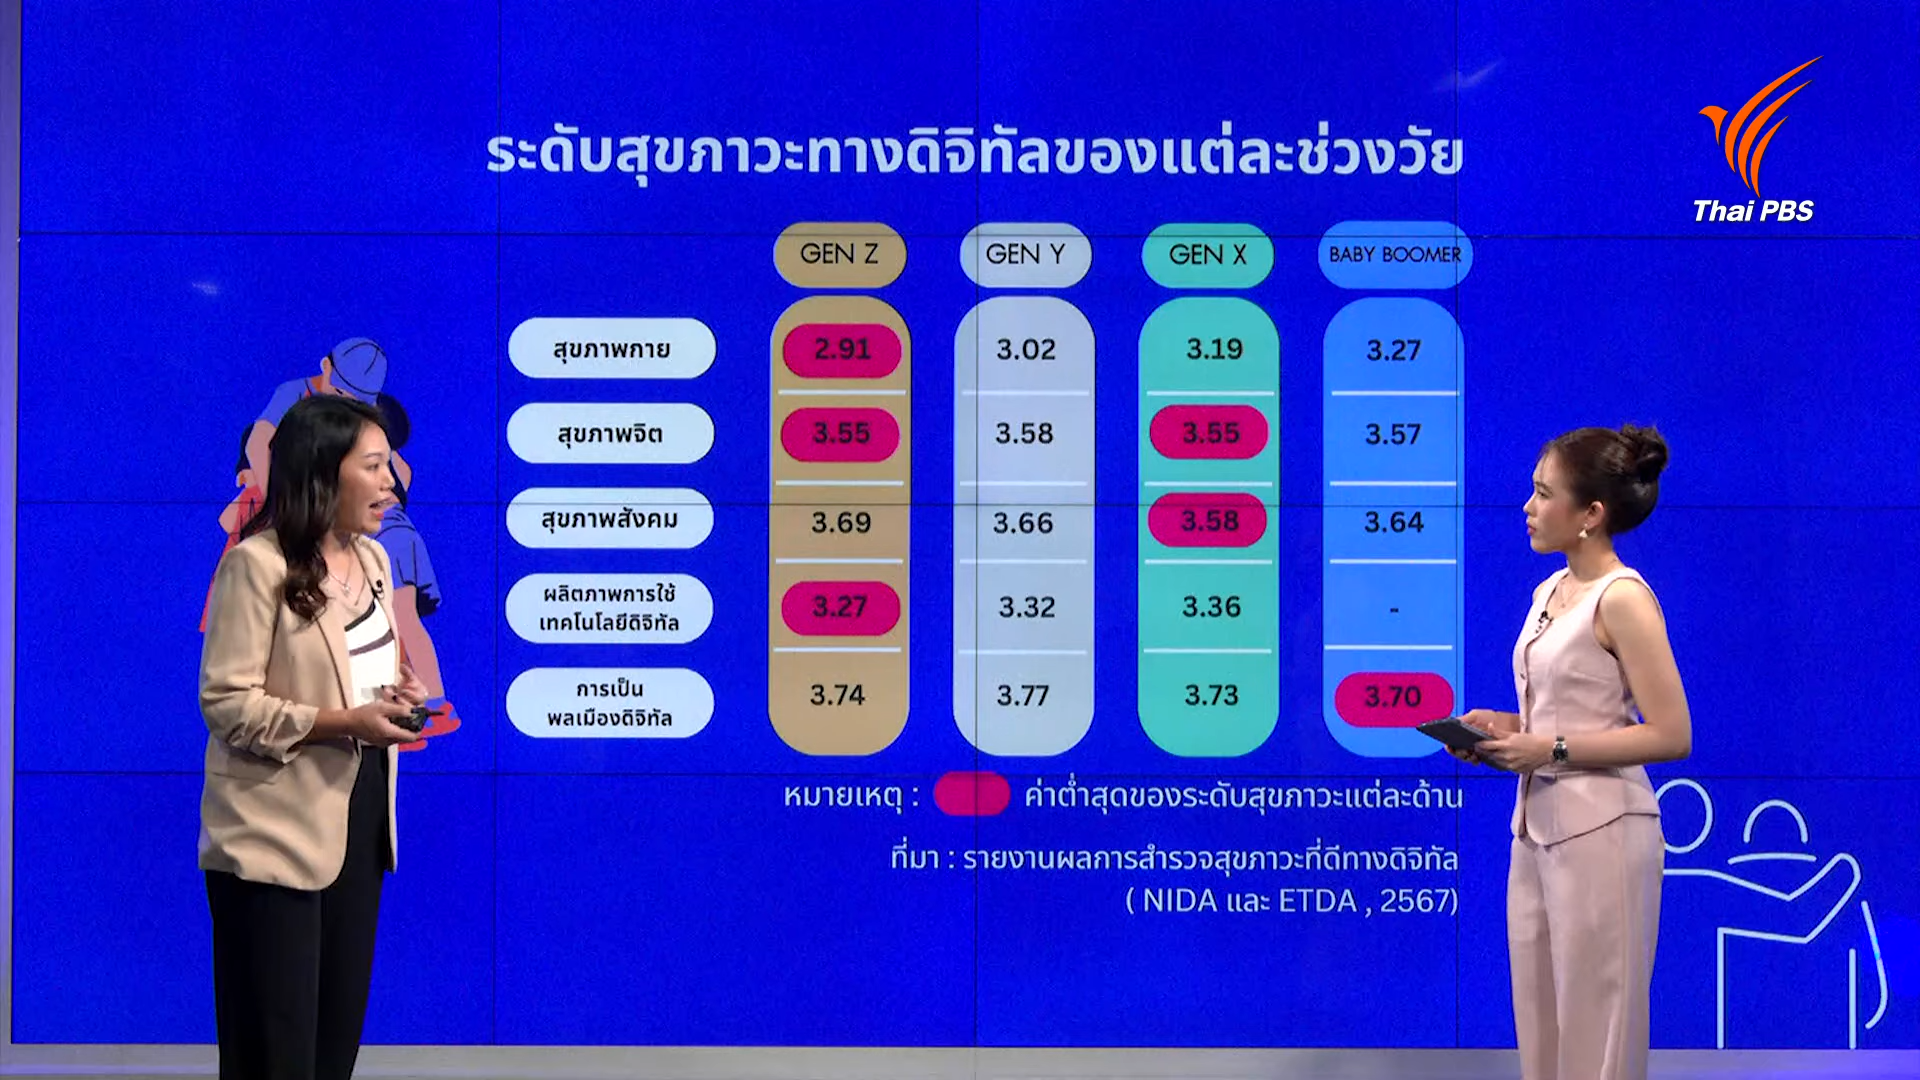 ระดับสุขภาวะทางดิจิทัลของแต่ละช่วงวัย
Thai PBS
GEN Z GEN Y GEN X BABY BOOMER
สุขภาพกาย 2.91 3.02 3.19 3.27
สุขภาพจิต 3.55 3.58 3.55 3.57
สุขภาพสังคม 3.69 3.66 3.58 3.64
ผลิตภาพการใช้
เทคโนโลยีดิจิทัล 3.27 3.32 3.36 -
การเป็น
พลเมืองดิจิทัล 3.74 3.77 3.73 3.70
หมายเหตุ : ค่าต่ำสุดของระดับสุขภาวะแต่ละด้าน
ที่มา : รายงานผลการสำรวจสุขภาวะที่ดีทางดิจิทัล
( NIDA และ ETDA , 2567)